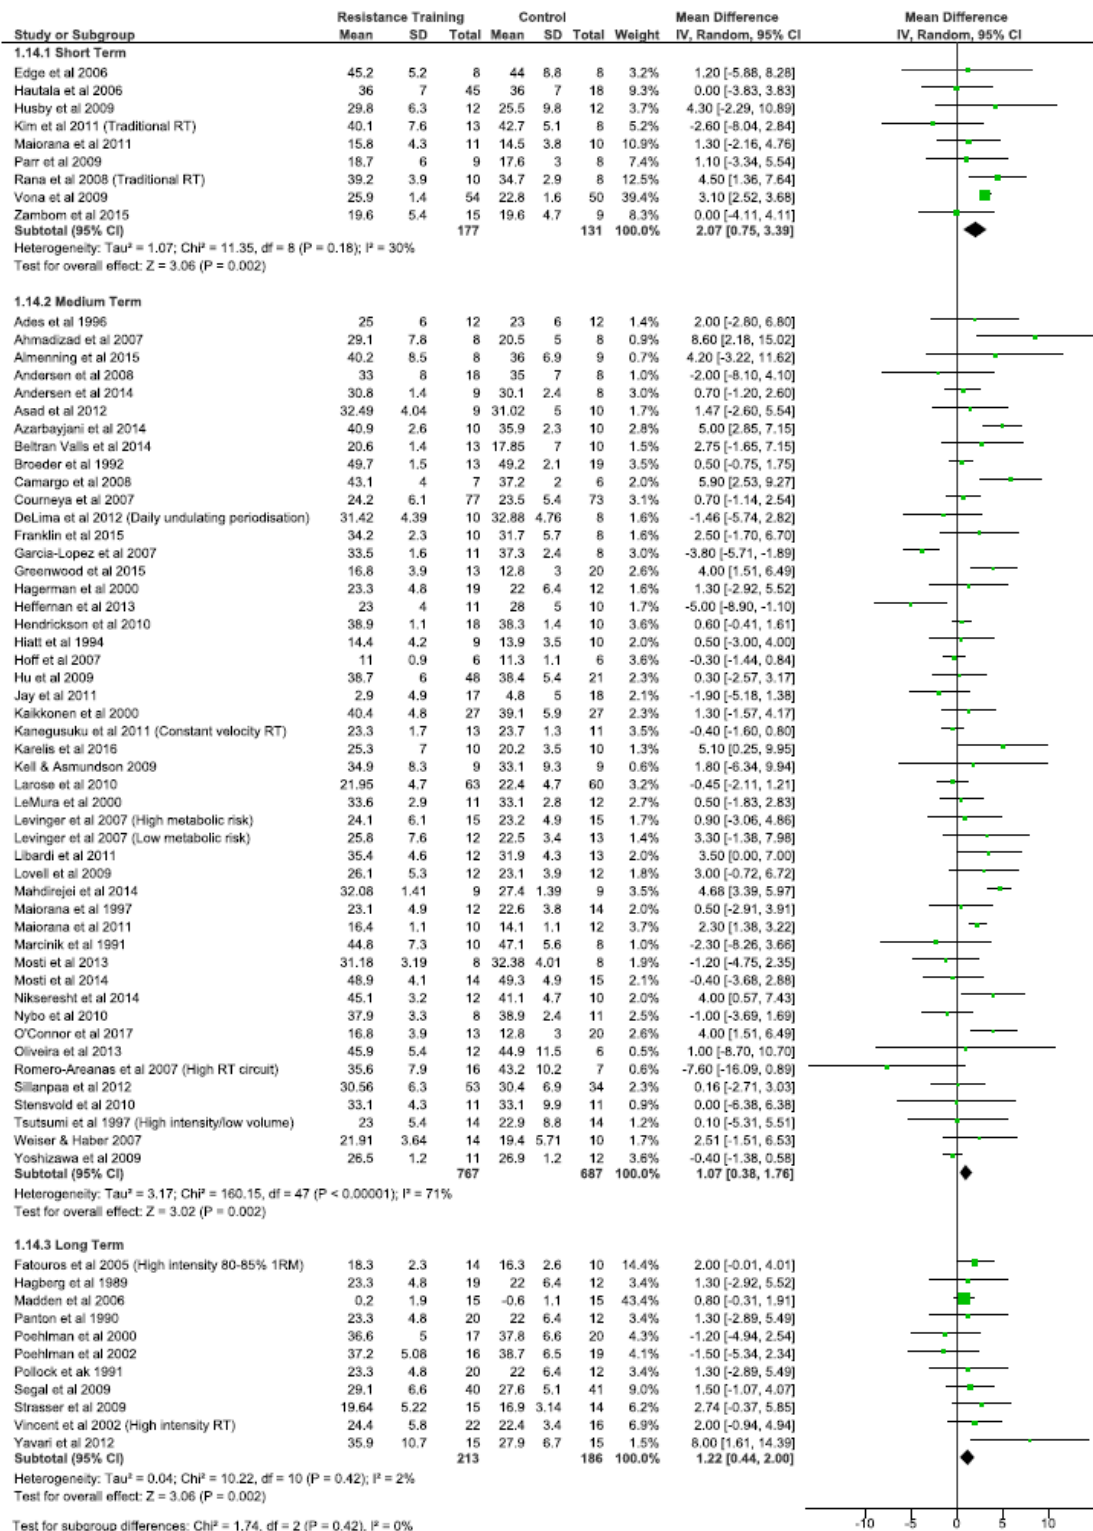 Resistance Training Control Mean Difference Mean Difference
Study or Subgroup Mean SD Total Mean SD Total Weight IV, Random, 95% CI IV, Random, 95% CI
1.14.1 Short Term
Edge et al 2006 45.2 5.2 8 44 8.8 8 3.2% 1.20 [-5.88, 8.28]
Hautala et al 2006 36 7 45 36 7 18 9.3% 0.00 [-3.83, 3.83]
Husby et al 2009 29.8 6.3 12 25.5 9.8 12 3.7% 4.30 [-2.29, 10.89]
Kim et al 2011 (Traditional RT) 40.1 7.6 13 42.7 5.1 8 5.2% -2.60 [-8.04, 2.84]
Maiorana et al 2011 15.8 4.3 11 14.5 3.8 10 10.9% 1.30 [-2.16, 4.76]
Parr et al 2009 18.7 6 9 17.6 3 8 7.4% 1.10 [-3.34, 5.54]
Rana et al 2008 (Traditional RT) 39.2 3.9 10 34.7 2.9 8 12.5% 4.50 [1.36, 7.64]
Vona et al 2009 25.9 1.4 54 22.8 1.6 50 39.4% 3.10 [2.52, 3.68]
Zambom et al 2015 19.6 5.4 15 19.6 4.7 9 8.3% 0.00 [-4.11, 4.11]
Subtotal (95% CI) 177 131 100.0% 2.07 [0.75, 3.39]
Heterogeneity: Tau² = 1.07; Chi² = 11.35, df = 8 (P = 0.18); I² = 30%
Test for overall effect: Z = 3.06 (P = 0.002)
1.14.2 Medium Term
Ades et al 1996 25 6 12 23 6 12 1.4% 2.00 [-2.80, 6.80]
Ahmadizad et al 2007 29.1 7.8 8 20.5 5 8 0.9% 8.60 [2.18, 15.02]
Almenning et al 2015 40.2 8.5 8 36 6.9 9 0.7% 4.20 [-3.22, 11.62]
Andersen et al 2008 33 8 18 35 7 8 1.0% -2.00 [-8.10, 4.10]
Andersen et al 2014 30.8 1.4 9 30.1 2.4 8 3.0% 0.70 [-1.20, 2.60]
Asad et al 2012 32.49 4.04 9 31.02 5 10 1.7% 1.47 [-2.60, 5.54]
Azarbayjani et al 2014 40.9 2.6 10 35.9 2.3 10 2.8% 5.00 [2.85, 7.15]
Beltran Valls et al 2014 20.6 1.4 13 17.85 7 10 1.6% 2.75 [-1.65, 7.15]
Broeder et al 1992 49.7 1.5 13 49.2 2.1 19 3.5% 0.50 [-0.75, 1.75]
Camargo et al 2008 43.1 4 7 37.2 2 6 2.0% 5.90 [2.53, 9.27]
Courneya et al 2007 24.2 6.1 77 23.5 5.4 73 3.1% 0.70 [-1.14, 2.54]
DeLima et al 2012 (Daily undulating periodisation) 31.42 4.39 10 32.88 4.76 8 1.6% -1.46 [-5.74, 2.82]
Franklin et al 2015 34.2 2.3 10 31.7 5.7 8 1.6% 2.50 [-1.70, 6.70]
Garcia-Lopez et al 2007 33.5 1.6 11 37.3 2.4 8 3.0% -3.80 [-5.71, -1.89]
Greenwood et al 2015 16.8 3.9 13 12.8 3 20 2.6% 4.00 [1.51, 6.49]
Hagerman et al 2000 23.3 4.8 19 22 6.4 12 1.6% 1.30 [-2.92, 5.52]
Heffernan et al 2013 23 4 11 28 5 10 1.7% -5.00 [-8.90, -1.10]
Hendrickson et al 2010 38.9 1.1 18 38.3 1.4 10 3.6% 0.60 [-0.41, 1.61]
Hiatt et al 1994 14.4 4.2 9 13.9 3.5 10 1.9% 0.50 [-3.00, 4.00]
Hoff et al 2007 11 0.9 6 11.3 1.1 6 3.6% -0.30 [-1.44, 0.84]
Hu et al 2009 38.7 6 48 38.4 5.4 21 2.3% 0.30 [-2.57, 3.17]
Jay et al 2011 2.9 4.9 17 4.8 5 18 2.1% -1.90 [-5.18, 1.38]
Kaikkonen et al 2000 40.4 4.8 27 39.1 5.9 27 2.3% 1.30 [-1.57, 4.17]
Kanegusuku et al 2011 (Constant velocity RT) 23.3 1.7 13 23.7 1.3 11 3.5% -0.40 [-1.60, 0.80]
Karelis et al 2016 25.3 7 10 20.2 3.5 10 1.3% 5.10 [0.25, 9.95]
Kell & Asmundson 2009 34.9 8.3 9 33.1 9.3 9 0.6% 1.80 [-6.34, 9.94]
Larose et al 2010 21.95 4.7 63 22.4 4.7 60 3.2% -0.45 [-2.11, 1.21]
LeMura et al 2000 33.6 2.9 11 33.1 2.8 12 2.7% 0.50 [-1.83, 2.83]
Levinger et al 2007 (High metabolic risk) 24.1 6.1 15 23.2 4.9 15 1.7% 0.90 [-3.06, 4.86]
Levinger et al 2007 (Low metabolic risk) 25.8 7.6 12 22.5 3.4 13 1.3% 3.30 [-1.38, 7.98]
Libardi et al 2011 35.4 4.6 12 31.9 4.3 13 2.0% 3.50 [0.00, 7.00]
Lovell et al 2009 26.1 5.3 12 23.1 3.9 12 1.8% 3.00 [-0.72, 6.72]
Mahdirejei et al 2014 32.08 1.41 9 27.4 1.39 9 3.5% 4.68 [3.39, 5.97]
Maiorana et al 1997 23.1 4.9 12 22.6 3.8 14 2.0% 0.50 [-2.91, 3.91]
Maiorana et al 2011 16.4 1.1 10 14.1 1.1 12 3.7% 2.30 [1.38, 3.22]
Marcinik et al 1991 44.8 7.3 10 47.1 5.6 8 1.0% -2.30 [-8.26, 3.66]
Mosti et al 2013 31.18 3.19 8 32.38 4.01 8 1.9% -1.20 [-4.75, 2.35]
Mosti et al 2014 48.9 4.1 14 49.3 4.9 15 2.1% -0.40 [-3.68, 2.88]
Nikseresht et al 2014 45.1 3.2 12 41.1 4.7 10 2.0% 4.00 [0.57, 7.43]
Nybo et al 2010 37.9 3.3 8 38.9 2.4 11 2.5% -1.00 [-3.69, 1.69]
O'Connor et al 2017 16.8 3.9 13 12.8 3 20 2.6% 4.00 [1.51, 6.49]
Oliveira et al 2013 45.9 5.4 12 44.9 11.5 6 0.5% 1.00 [-8.70, 10.70]
Romero-Areanas et al 2007 (High RT circuit) 35.6 7.9 16 43.2 10.2 7 0.6% -7.60 [-16.09, 0.89]
Sillanpaa et al 2012 30.56 6.3 53 30.4 6.9 34 2.3% 0.16 [-2.71, 3.03]
Stensvold et al 2010 33.1 4.3 11 33.1 9.9 11 0.9% 0.00 [-6.38, 6.38]
Tsutsumi et al 1997 (High intensity/low volume) 23 5.4 14 22.9 8.8 14 1.2% 0.10 [-5.31, 5.51]
Weiser & Haber 2007 21.91 3.64 14 19.4 5.71 10 1.7% 2.51 [-1.51, 6.53]
Yoshizawa et al 2009 26.5 1.2 11 26.9 1.2 12 3.6% -0.40 [-1.38, 0.58]
Subtotal (95% CI) 767 687 100.0% 1.07 [0.38, 1.76]
Heterogeneity: Tau² = 3.17; Chi² = 160.15, df = 47 (P < 0.00001); I² = 71%
Test for overall effect: Z = 3.02 (P = 0.002)
1.14.3 Long Term
Fatouros et al 2005 (High intensity 80-85% 1RM) 18.3 2.3 14 16.3 2.6 10 14.4% 2.00 [-0.01, 4.01]
Hagberg et al 1989 23.3 4.8 19 22 6.4 12 3.4% 1.30 [-2.92, 5.52]
Madden et al 2006 0.2 1.9 15 -0.6 1.1 15 43.4% 0.80 [-0.31, 1.91]
Panton et al 1990 23.3 4.8 20 22 6.4 12 3.4% 1.30 [-2.89, 5.49]
Poehlman et al 2000 36.6 5 17 37.8 6.6 20 4.3% -1.20 [-4.94, 2.54]
Poehlman et al 2002 37.2 5.08 16 38.7 6.5 19 4.1% -1.50 [-5.34, 2.34]
Pollock et ak 1991 23.3 4.8 20 22 6.4 12 3.4% 1.30 [-2.89, 5.49]
Segal et al 2009 29.1 6.6 40 27.6 5.1 41 9.0% 1.50 [-1.07, 4.07]
Strasser et al 2009 19.64 5.22 15 16.9 3.14 14 6.2% 2.74 [-0.37, 5.85]
Vincent et al 2002 (High intensity RT) 24.4 5.8 22 22.4 3.4 16 6.9% 2.00 [-0.94, 4.94]
Yavari et al 2012 35.9 10.7 15 27.9 6.7 15 1.5% 8.00 [1.61, 14.39]
Subtotal (95% CI) 213 186 100.0% 1.22 [0.44, 2.00]
Heterogeneity: Tau² = 0.04; Chi² = 10.22, df = 10 (P = 0.42); I² = 2%
Test for overall effect: Z = 3.06 (P = 0.002)
-10 -5 0 5 10
Test for subgroup differences: Chi² = 1.74, df = 2 (P = 0.42), I² = 0%